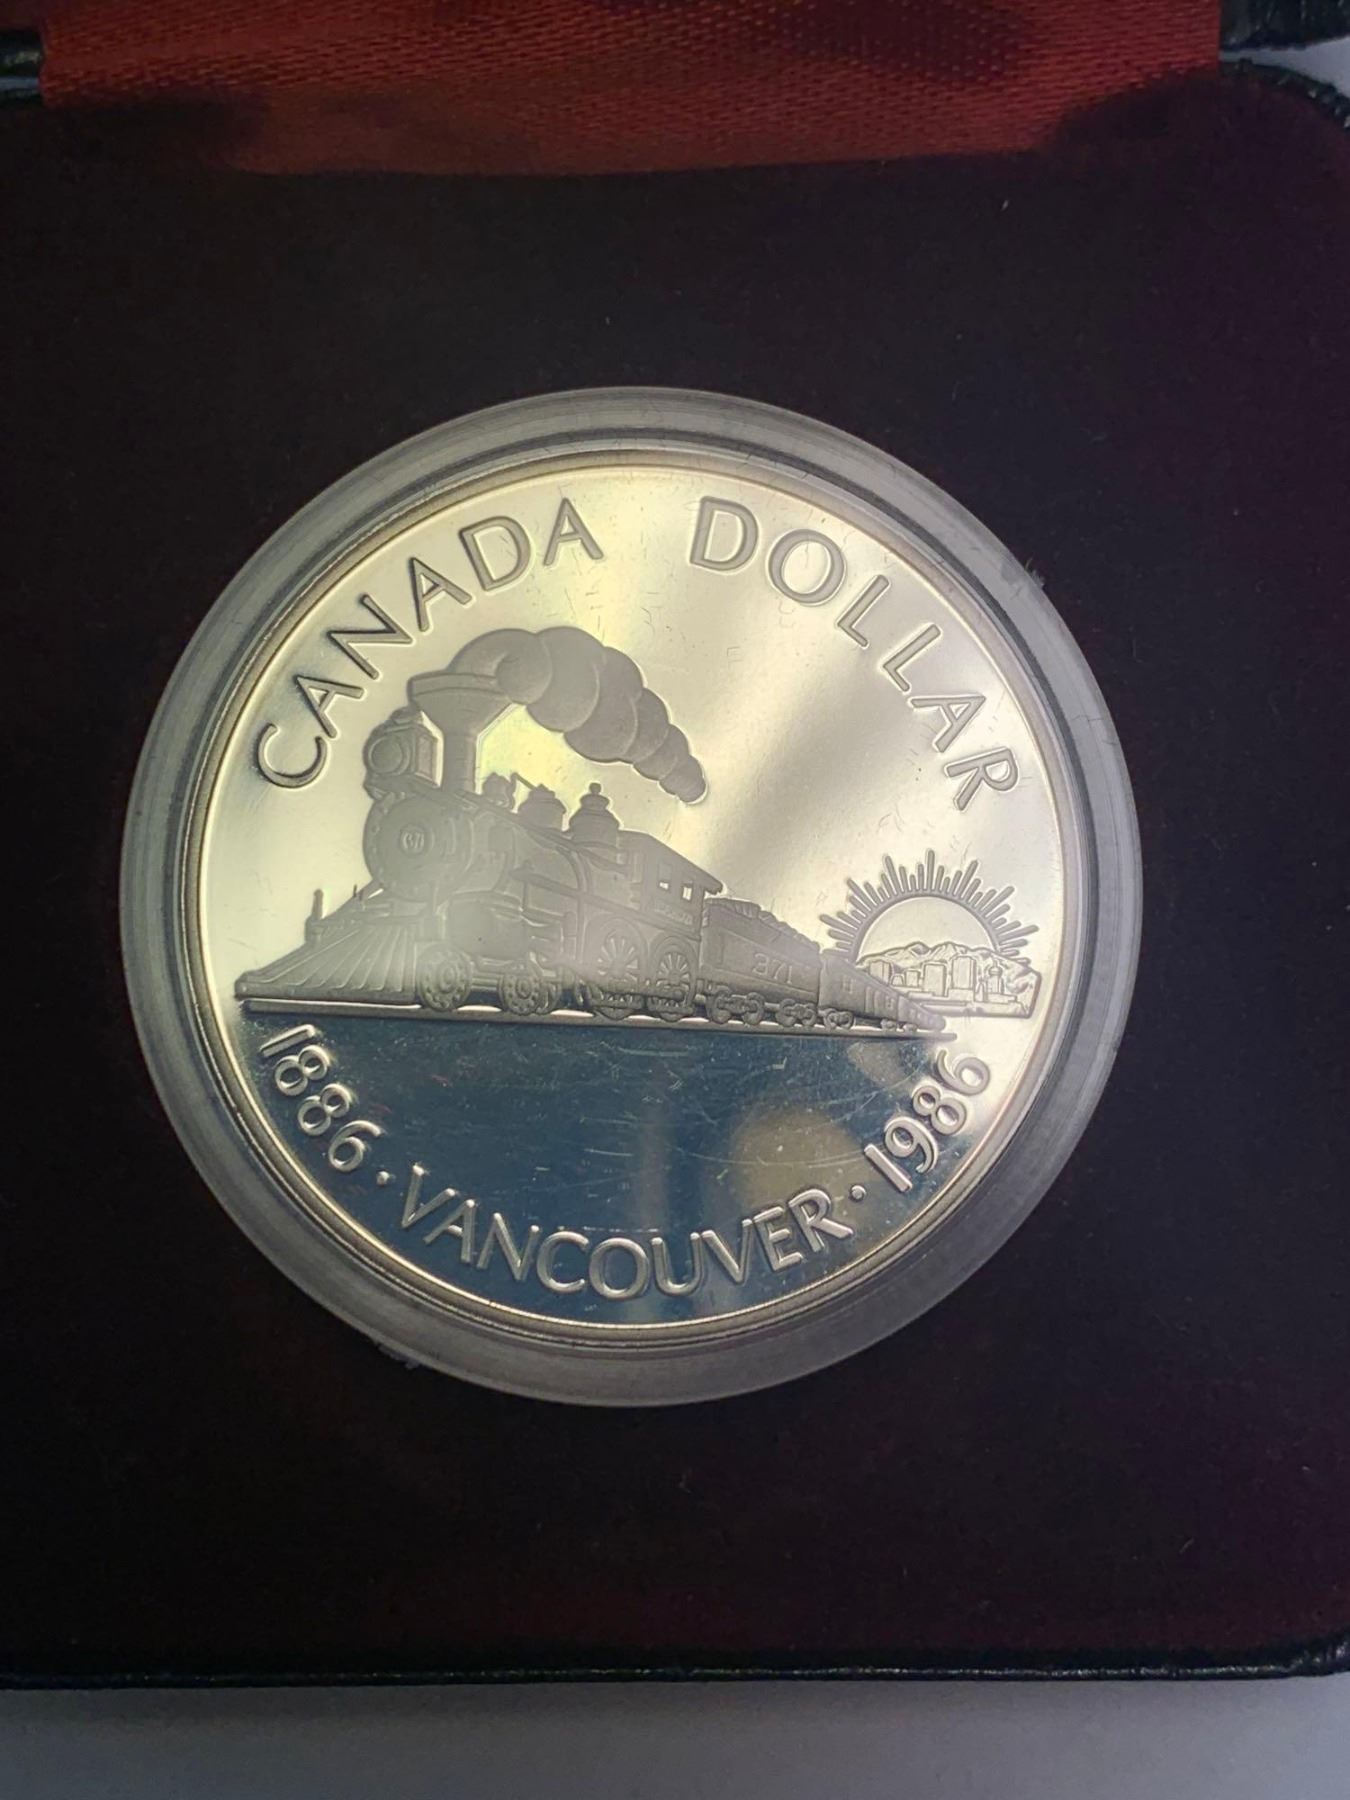 CANADA DOLLAR
371
1886 · VANCOUVER · 1986